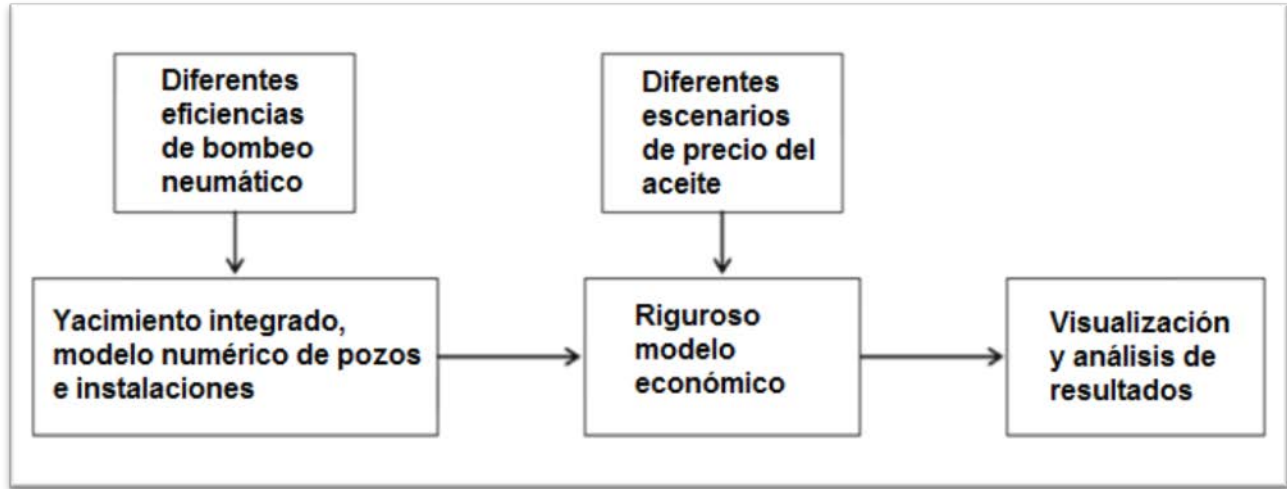 Diferentes
eficiencias
de bombeo
neumático
Diferentes
escenarios
de precio del
aceite
Yacimiento integrado,
modelo numérico de pozos
e instalaciones
Riguroso
modelo
económico
Visualización
y análisis de
resultados